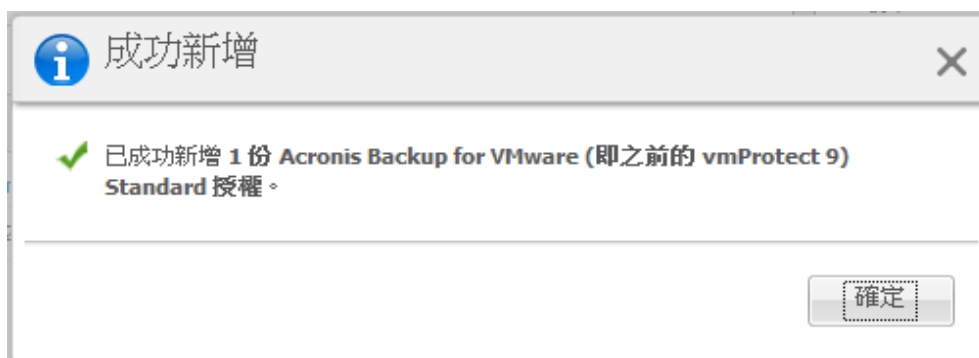 成功新增
已成功新增 1 份 Acronis Backup for VMware (即之前的 vmProtect 9)
Standard 授權。
確定